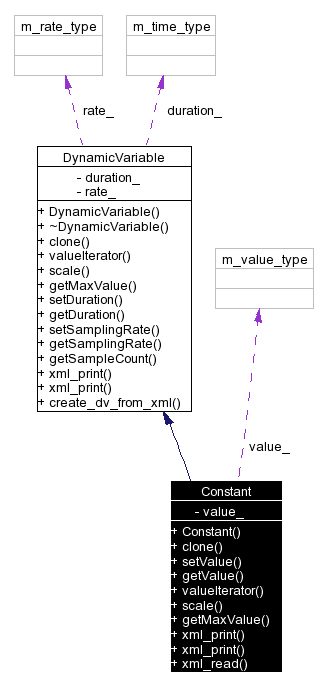 m_rate_type
m_time_type
rate_
duration_
DynamicVariable
- duration_
- rate_
+ DynamicVariable()
+ ~DynamicVariable()
+ clone()
+ valueIterator()
+ scale()
+ getMaxValue()
+ setDuration()
+ getDuration()
+ setSamplingRate()
+ getSamplingRate()
+ getSampleCount()
+ xml_print()
+ xml_print()
+ create_dv_from_xml()
m_value_type
value_
Constant
- value_
+ Constant()
+ clone()
+ setValue()
+ getValue()
+ valueIterator()
+ scale()
+ getMaxValue()
+ xml_print()
+ xml_print()
+ xml_read()